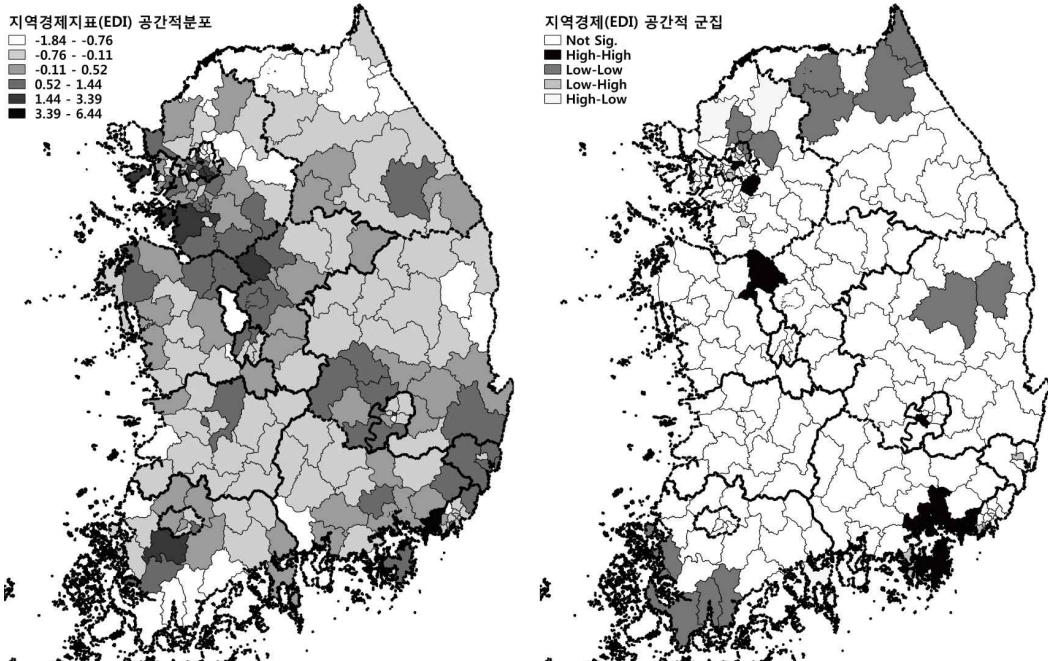 지역경제지표(EDI) 공간적분포
-1.84 - -0.76
-0.76 - -0.11
-0.11 - 0.52
0.52 - 1.44
1.44 - 3.39
3.39 - 6.44
지역경제(EDI) 공간적 군집
Not Sig.
High-High
Low-Low
Low-High
High-Low